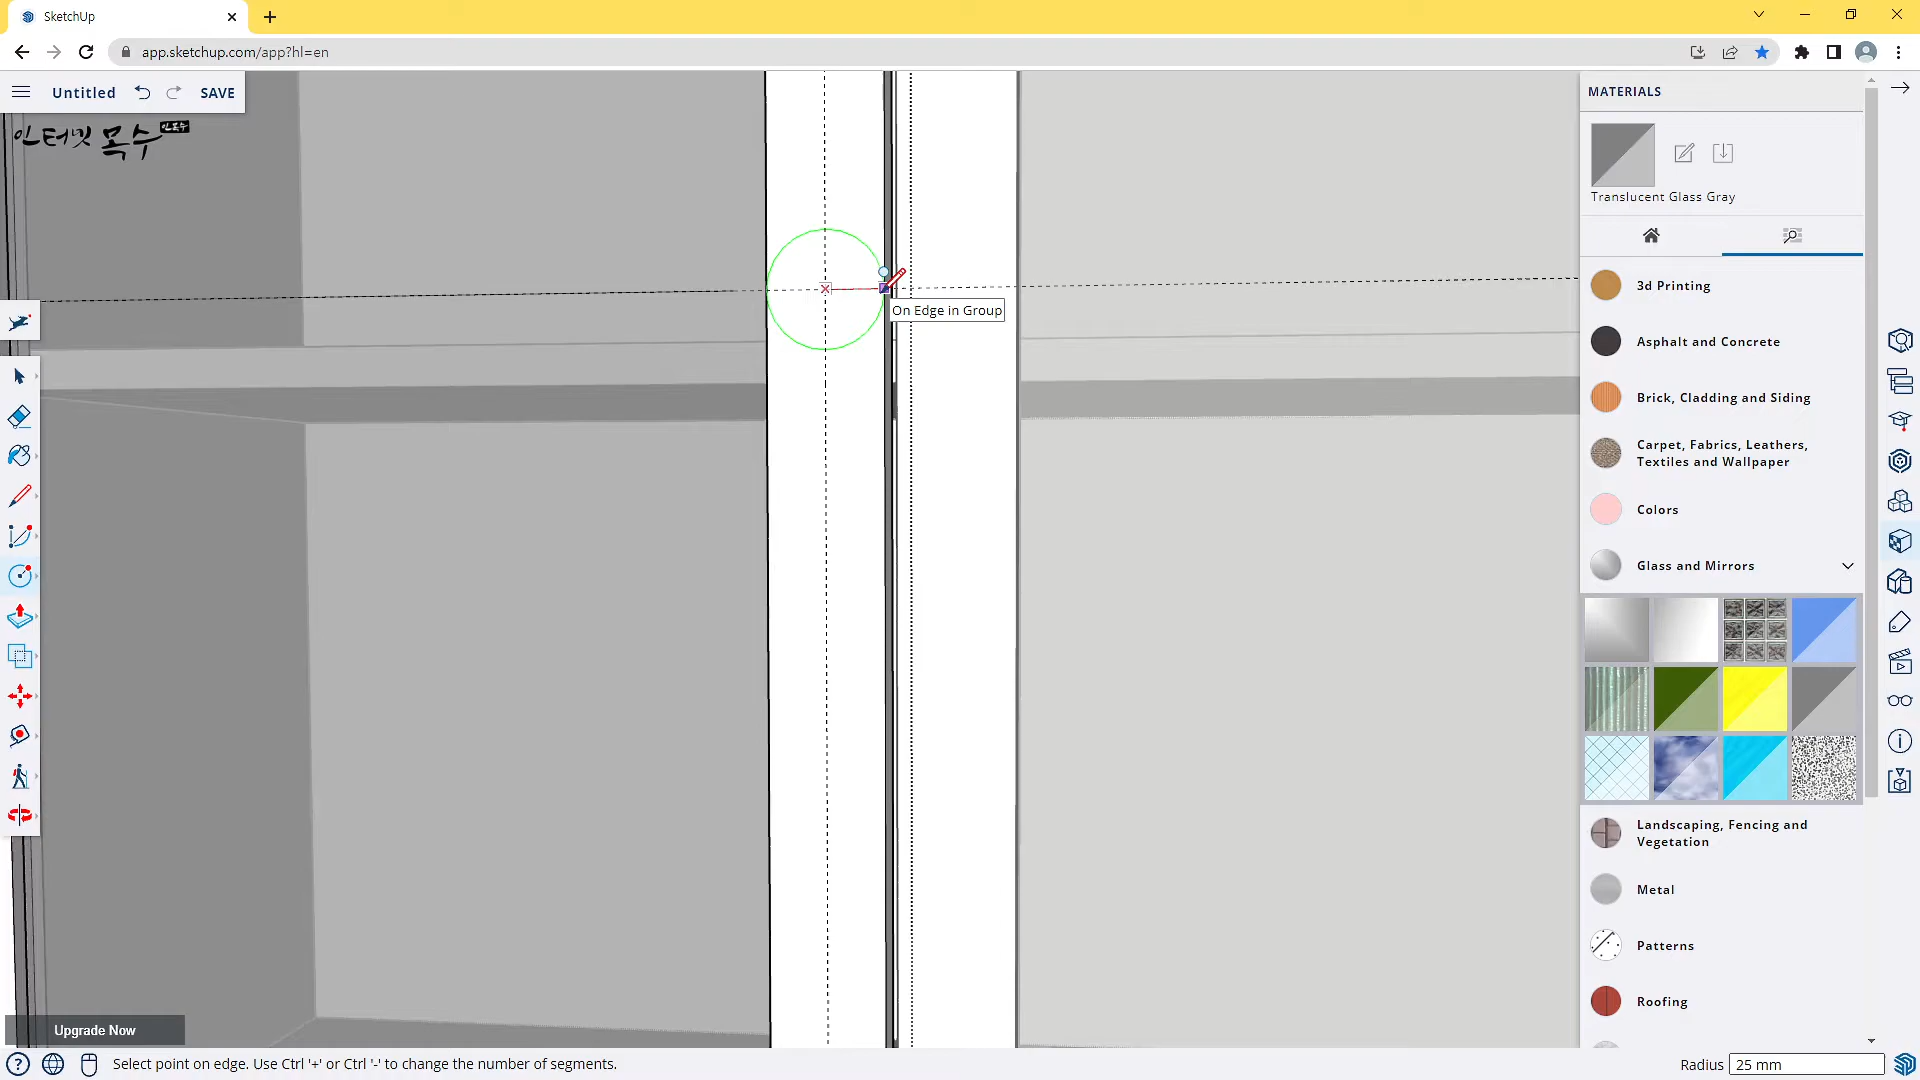 SketchUp
app.sketchup.com/app?hl=en
Untitled
SAVE
인터넷 목수
On Edge in Group
MATERIALS
Translucent Glass Gray
3d Printing
Asphalt and Concrete
Brick, Cladding and Siding
Carpet, Fabrics, Leathers,
Textiles and Wallpaper
Colors
Glass and Mirrors
Landscaping, Fencing and
Vegetation
Metal
Patterns
Roofing
Upgrade Now
Select point on edge. Use Ctrl '+' or Ctrl '-' to change the number of segments.
Radius 25 mm